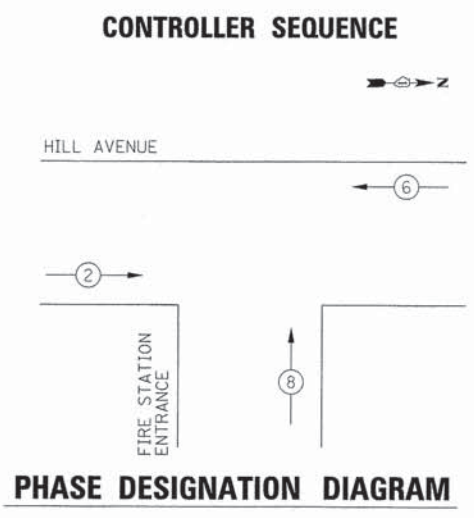 CONTROLLER SEQUENCE
N
HILL AVENUE
6
2
8
FIRE STATION
ENTRANCE
PHASE DESIGNATION DIAGRAM